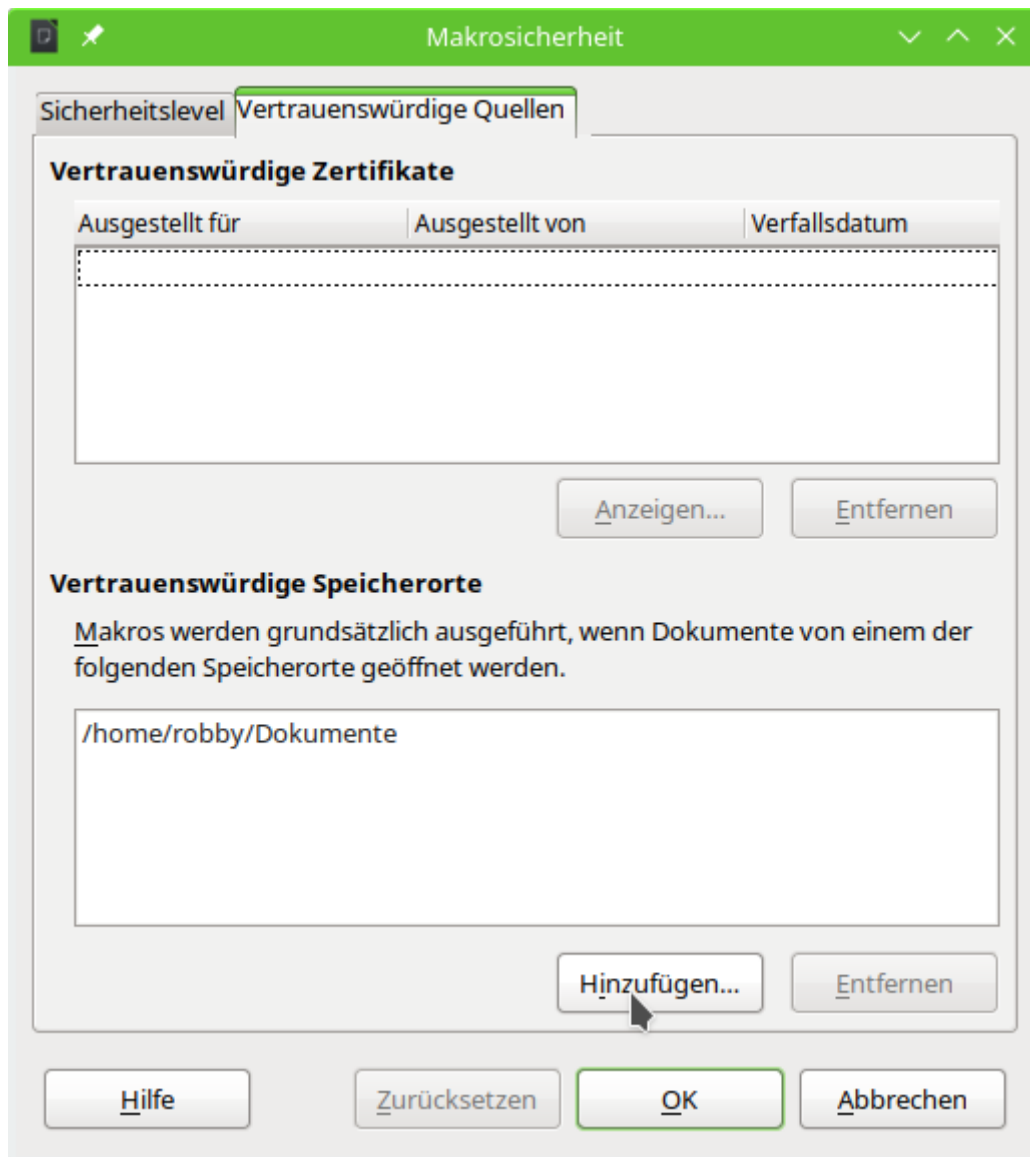 Makrosicherheit
Sicherheitslevel Vertrauenswürdige Quellen
Vertrauenswürdige Zertifikate
Ausgestellt für Ausgestellt von Verfallsdatum
Anzeigen... Entfernen
Vertrauenswürdige Speicherorte
Makros werden grundsätzlich ausgeführt, wenn Dokumente von einem der
folgenden Speicherorte geöffnet werden.
/home/robby/Dokumente
Hinzufügen... Entfernen
Hilfe Zurücksetzen OK Abbrechen